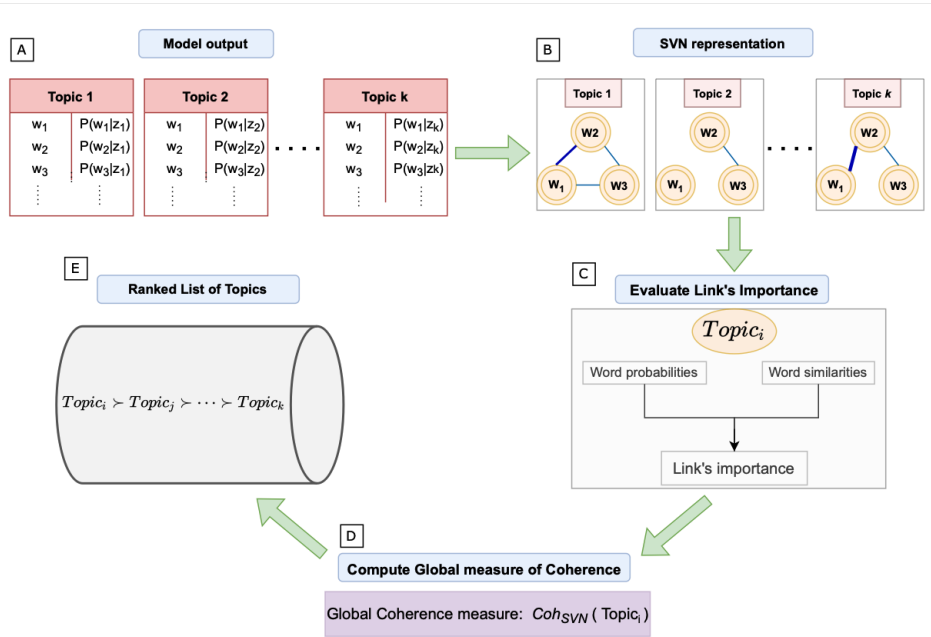 A
Model output
Topic 1
w1 P(w1|z1)
w2 P(w2|z1)
w3 P(w3|z1)
Topic 2
w1 P(w1|z2)
w2 P(w2|z2)
w3 P(w3|z2)
Topic k
w1 P(w1|zk)
w2 P(w2|zk)
w3 P(w3|zk)
B
SVN representation
Topic 1
W2
W1 W3
Topic 2
W2
W1 W3
Topic k
W2
W1 W3
C
Evaluate Link's Importance
Topici
Word probabilities
Word similarities
Link's importance
D
Compute Global measure of Coherence
Global Coherence measure: CohSVN ( Topici )
E
Ranked List of Topics
Topici ≻ Topicj ≻ ⋯ ≻ Topick